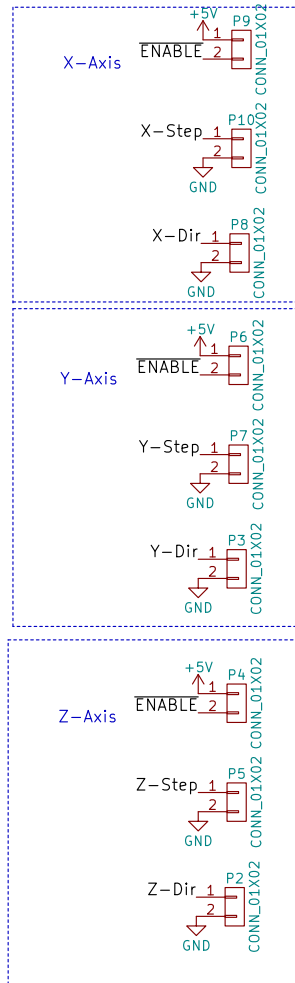 +5V
P9
1
ENABLE
2
CONN_01X02
X-Axis
P10
X-Step
1
2
CONN_01X02
GND
P8
X-Dir
1
2
CONN_01X02
GND
+5V
P6
1
ENABLE
2
CONN_01X02
Y-Axis
P7
Y-Step
1
2
CONN_01X02
GND
P3
Y-Dir
1
2
CONN_01X02
GND
+5V
P4
1
ENABLE
2
CONN_01X02
Z-Axis
P5
Z-Step
1
2
CONN_01X02
GND
P2
Z-Dir
1
2
CONN_01X02
GND